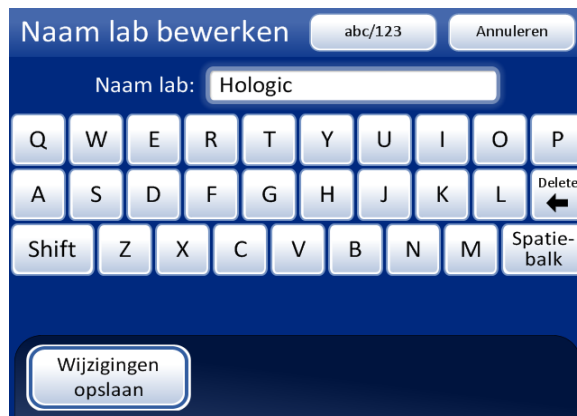 Naam lab bewerken abc/123 Annuleren
Naam lab: Hologic
Q W E R T Y U I O P
A S D F G H J K L Delete
Shift Z X C V B N M Spatie-
balk
Wijzigingen
opslaan